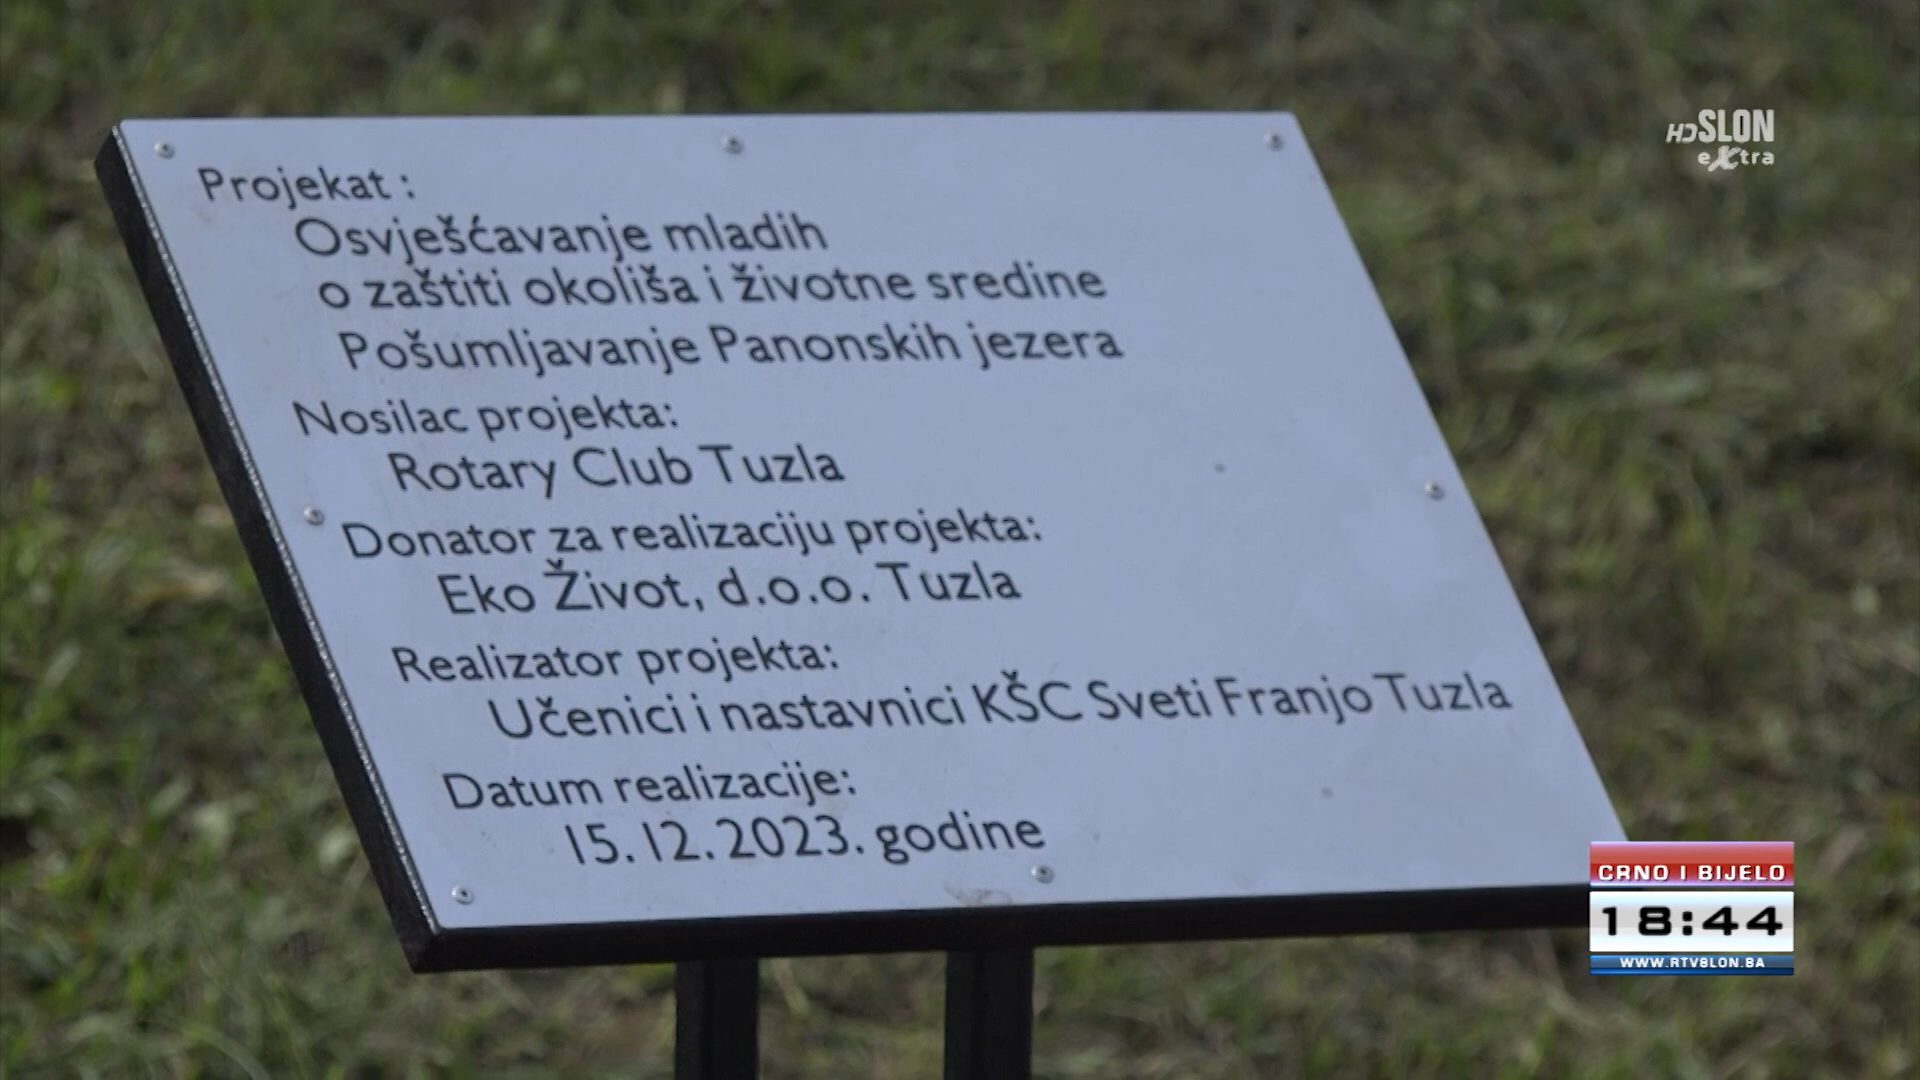 Projekat :
Osvješćavanje mladih
o zaštiti okoliša i životne sredine
Pošumljavanje Panonskih jezera
Nosilac projekta:
Rotary Club Tuzla
Donator za realizaciju projekta:
Eko Život, d.o.o. Tuzla
Realizator projekta:
Učenici i nastavnici KŠC Sveti Franjo Tuzla
Datum realizacije:
15.12.2023. godine
HD SLON
eXtra
CRNO I BIJELO
18:44
WWW.RTVSLON.BA